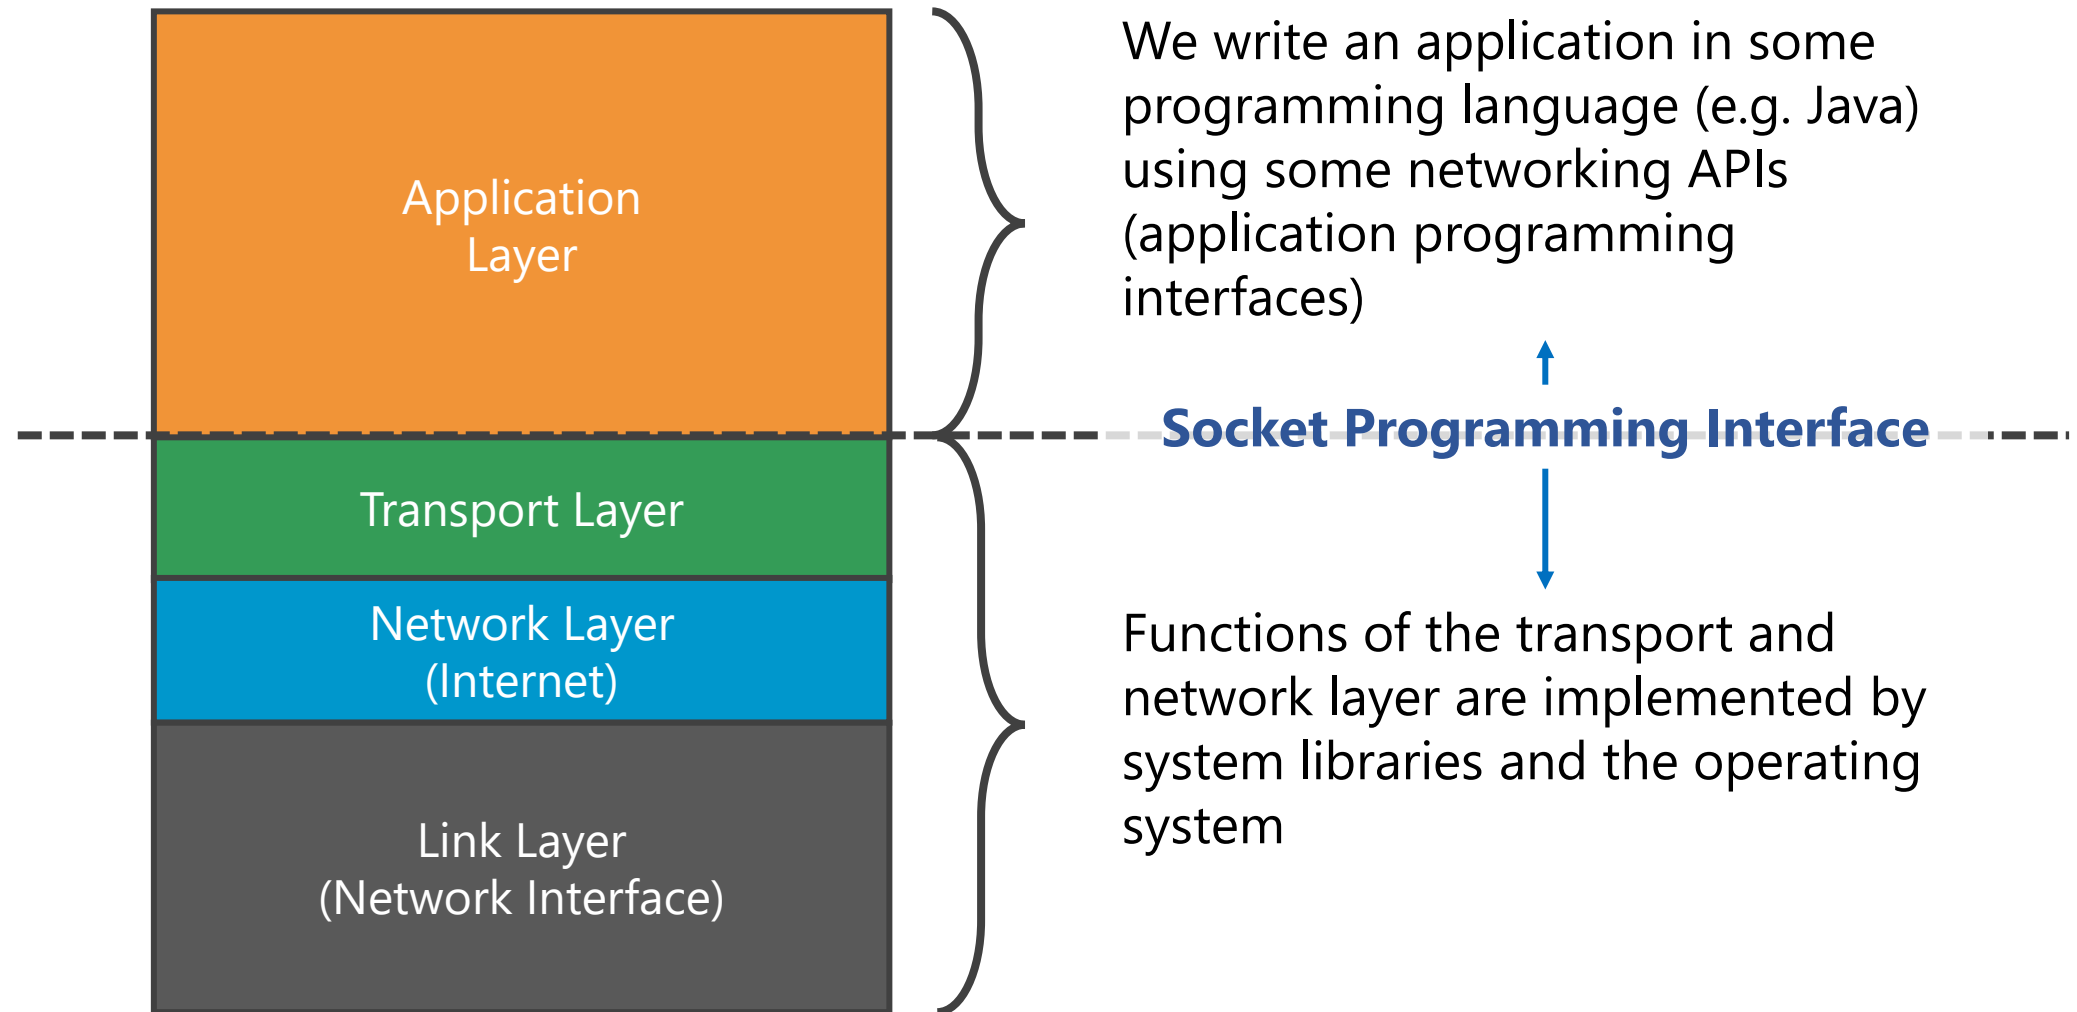 Application
Layer
We write an application in some
programming language (e.g. Java)
using some networking APIs
(application programming
interfaces)
Socket Programming Interface
Transport Layer
Network Layer
(Internet)
Functions of the transport and
network layer are implemented by
system libraries and the operating
system
Link Layer
(Network Interface)